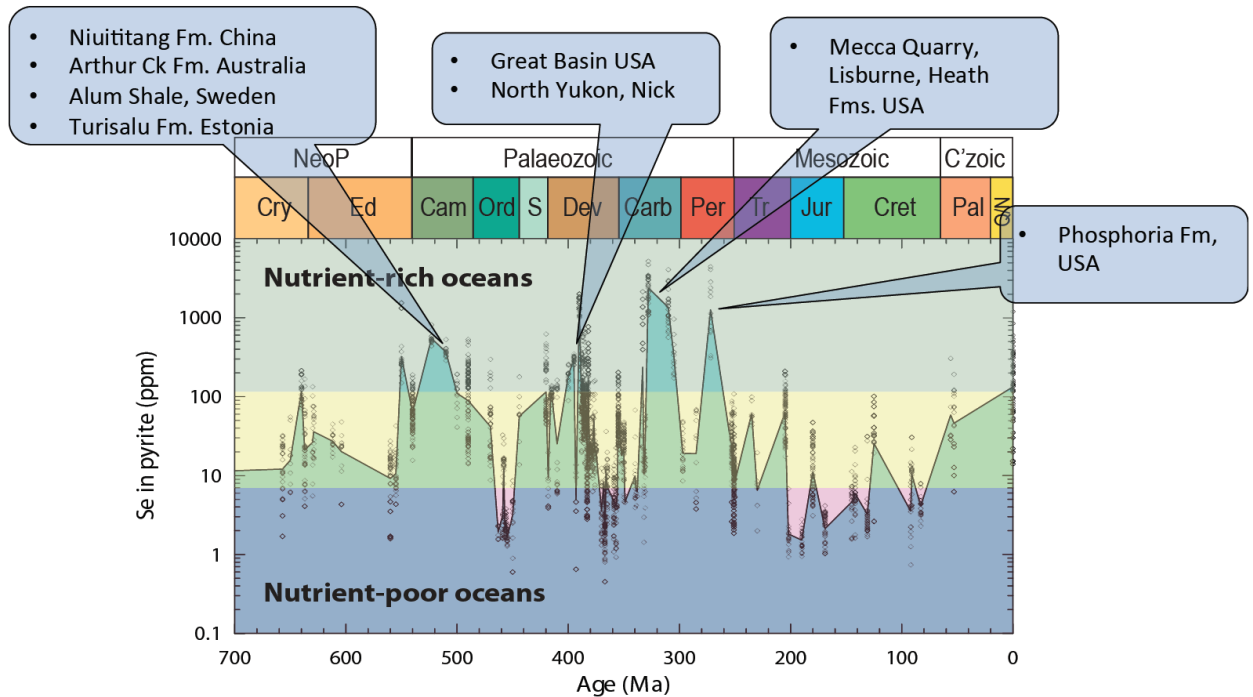 • Niuititang Fm. China
• Arthur Ck Fm. Australia
• Alum Shale, Sweden
• Turisalu Fm. Estonia
• Great Basin USA
• North Yukon, Nick
• Mecca Quarry,
Lisburne, Heath
Fms. USA
NeoP Palaeozoic Mesozoic C'zoic
Cry Ed Cam Ord S Dev Carb Per Tr Jur Cret Pal N Q
• Phosphoria Fm,
USA
Nutrient-rich oceans
Nutrient-poor oceans
Se in pyrite (ppm)
10000
1000
100
10
1
0.1
700 600 500 400 300 200 100 0
Age (Ma)